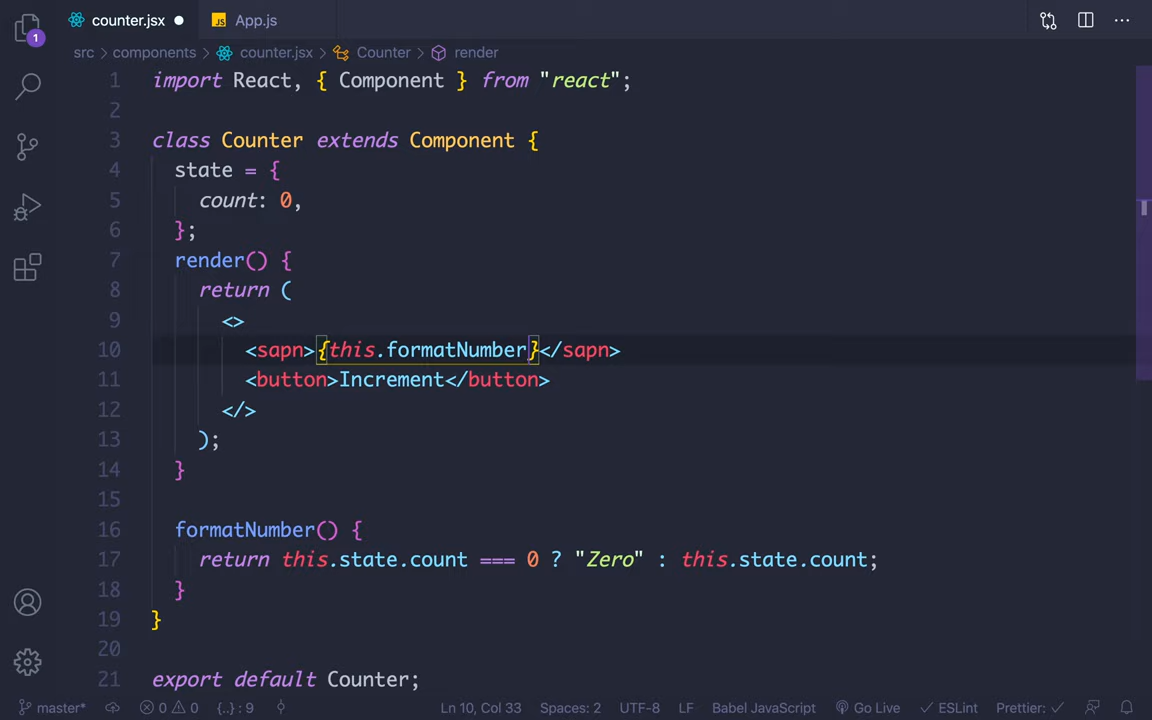 counter.jsx App.js
1
src components counter.jsx Counter render
1 import React, { Component } from "react";
2
3 class Counter extends Component {
4 state = {
5 count: 0,
6 };
7 render() {
8 return (
9 <>
10 <sapn>{this.formatNumber}</sapn>
11 <button>Increment</button>
12 </>
13 );
14 }
15
16 formatNumber() {
17 return this.state.count === 0 ? "Zero" : this.state.count;
18 }
19 }
20
21 export default Counter;
master* 0 0 {..} : 9 Ln 10, Col 33 Spaces: 2 UTF-8 LF Babel JavaScript Go Live ESLint Prettier: